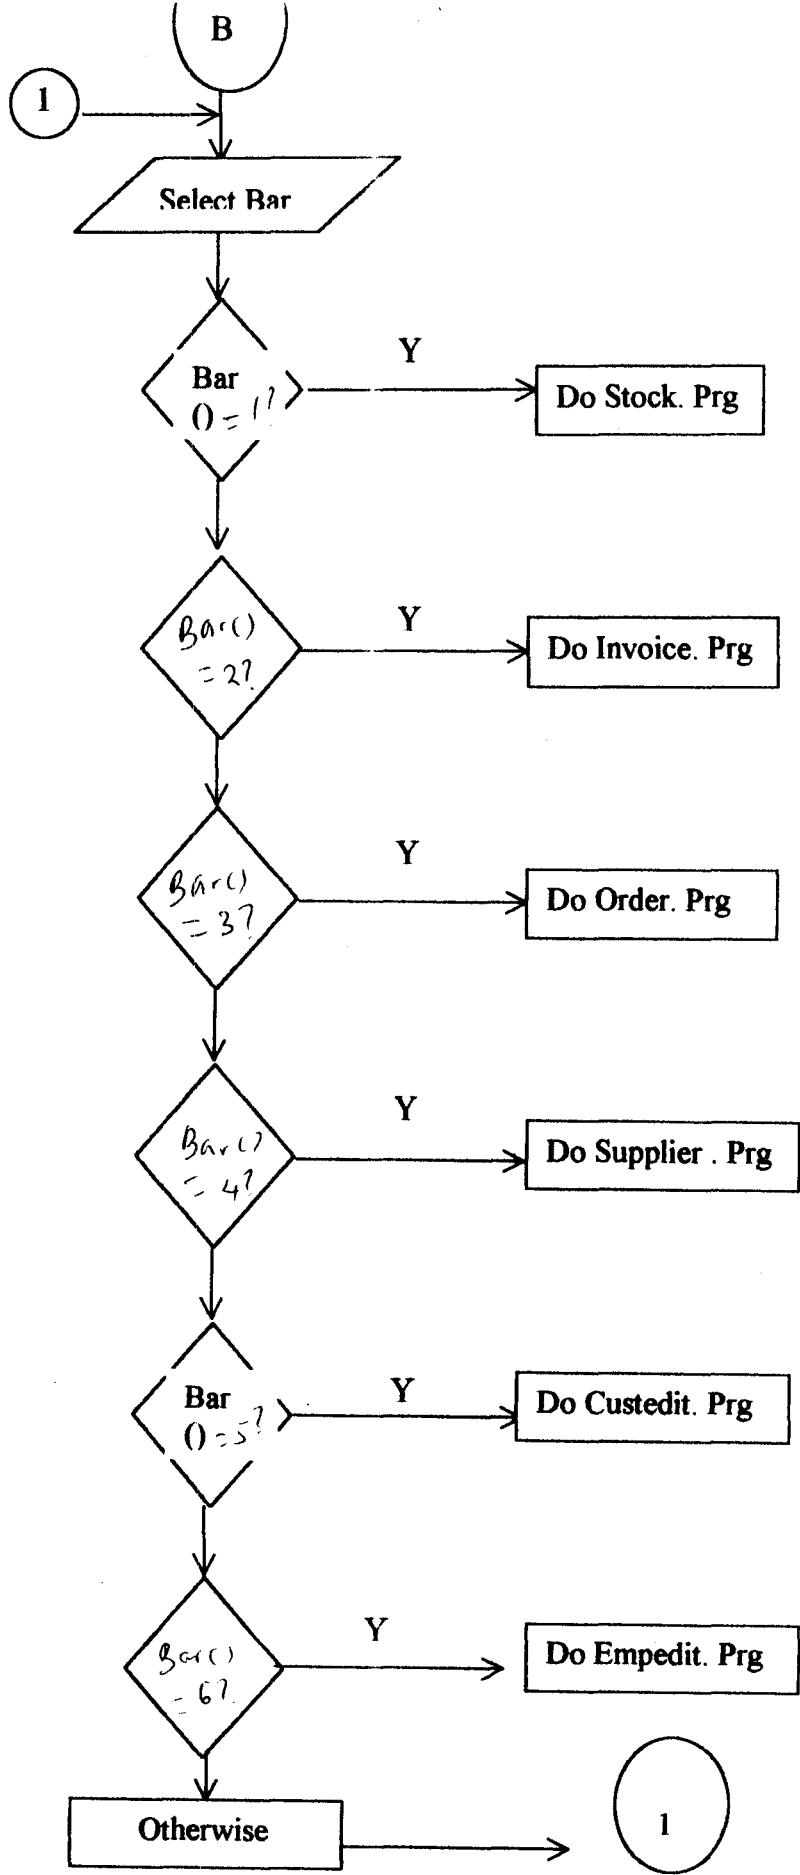 B
1
Select Bar
Y
Bar
() = 1?
Do Stock. Prg
Y
Bar()
= 2?
Do Invoice. Prg
Y
Bar()
= 3?
Do Order. Prg
Y
Bar()
= 4?
Do Supplier . Prg
Y
Bar
() = 5?
Do Custedit. Prg
Y
Bar()
= 6?
Do Empedit. Prg
Otherwise
1